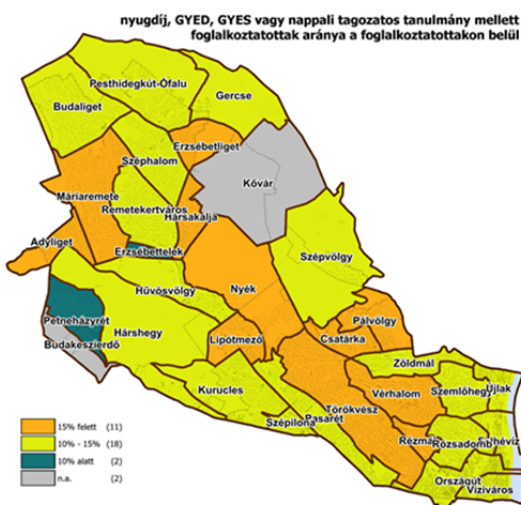 nyugdíj, GYED, GYES vagy nappali tagozatos tanulmány mellett
foglalkoztatottak aránya a foglalkoztatottakon belül
Pesthidegkút-Ófalu
Gercse
Budaliget
Erzsébetliget
Széphalom
Kővár
Máriaremete
Remetekertváros
Hársakalja
Adyliget
Erzsébettelek
Szépvölgy
Nyék
Hűvösvölgy
Petneházyrét
Pálvölgy
Hárshegy
Lipótmező
Csatárka
Budakeszierdő
Zöldmál
Kurucles
Vérhalom
Szemlőhegy
Újlak
Törökvész
Szépilona
Pasarét
Rózsadomb
Országút
Víziváros
15% felett (11)
10% - 15% (18)
10% alatt (2)
n.a. (2)